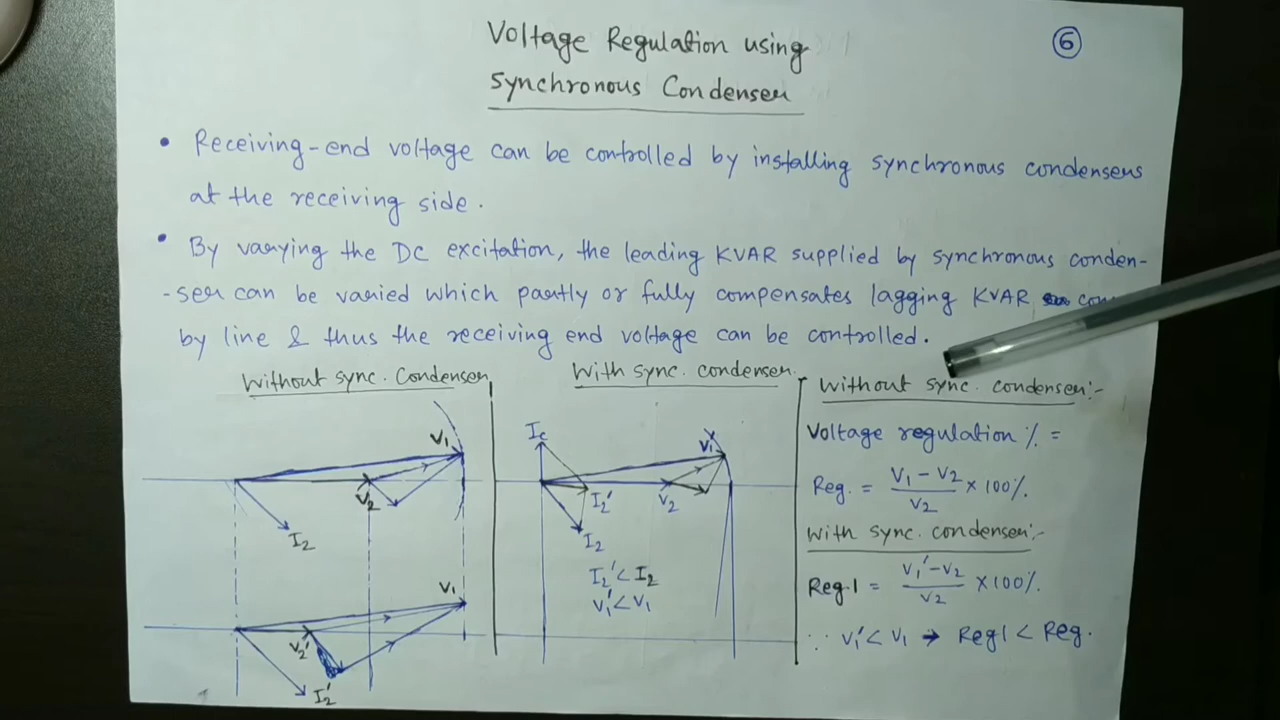 Voltage Regulation using
Synchronous Condenser
6
• Receiving-end voltage can be controlled by installing synchronous condensers
at the receiving side.
• By varying the DC excitation, the leading KVAR supplied by synchronous conden-
-ser can be varied which partly or fully compensates lagging KVAR
by line & thus the receiving end voltage can be controlled.
Without sync. Condenser
V₁
V₂
I₂
V₁
V₂'
I₂'
With sync. condenser
Ic
V₁'
I₂'
V₂
I₂
I₂' < I₂
V₁' < V₁
Without sync. condenser:-
Voltage regulation % =
Reg. = V₁ - V₂ / V₂ × 100%.
With sync. condenser:-
Reg.1 = V₁' - V₂ / V₂ × 100%.
∴ V₁' < V₁ → Reg1 < Reg.